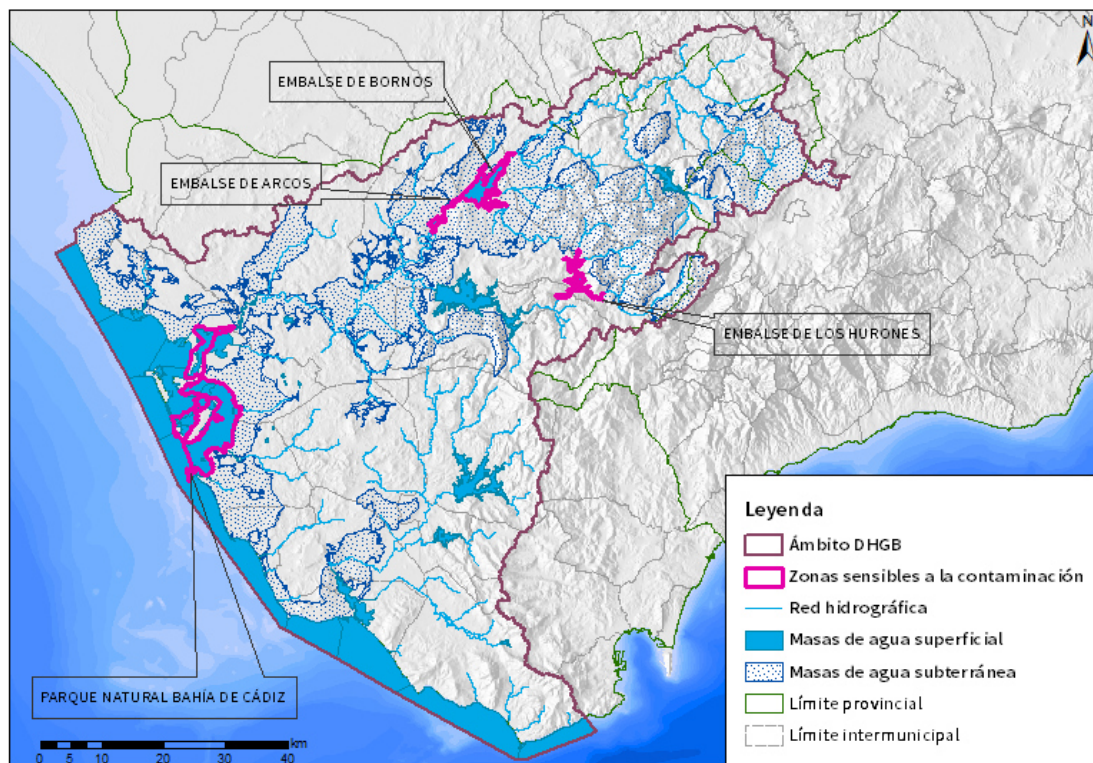 N
EMBALSE DE BORNOS
EMBALSE DE ARCOS
EMBALSE DE LOS HURONES
PARQUE NATURAL BAHÍA DE CÁDIZ
km
0 5 10 20 30 40
Leyenda
Ámbito DHGB
Zonas sensibles a la contaminación
Red hidrográfica
Masas de agua superficial
Masas de agua subterránea
Límite provincial
Límite intermunicipal